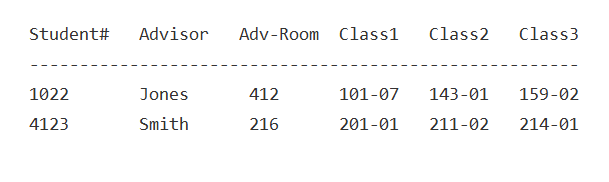 Student#   Advisor   Adv-Room  Class1   Class2   Class3
-------------------------------------------------------
1022       Jones      412      101-07   143-01   159-02
4123       Smith      216      201-01   211-02   214-01